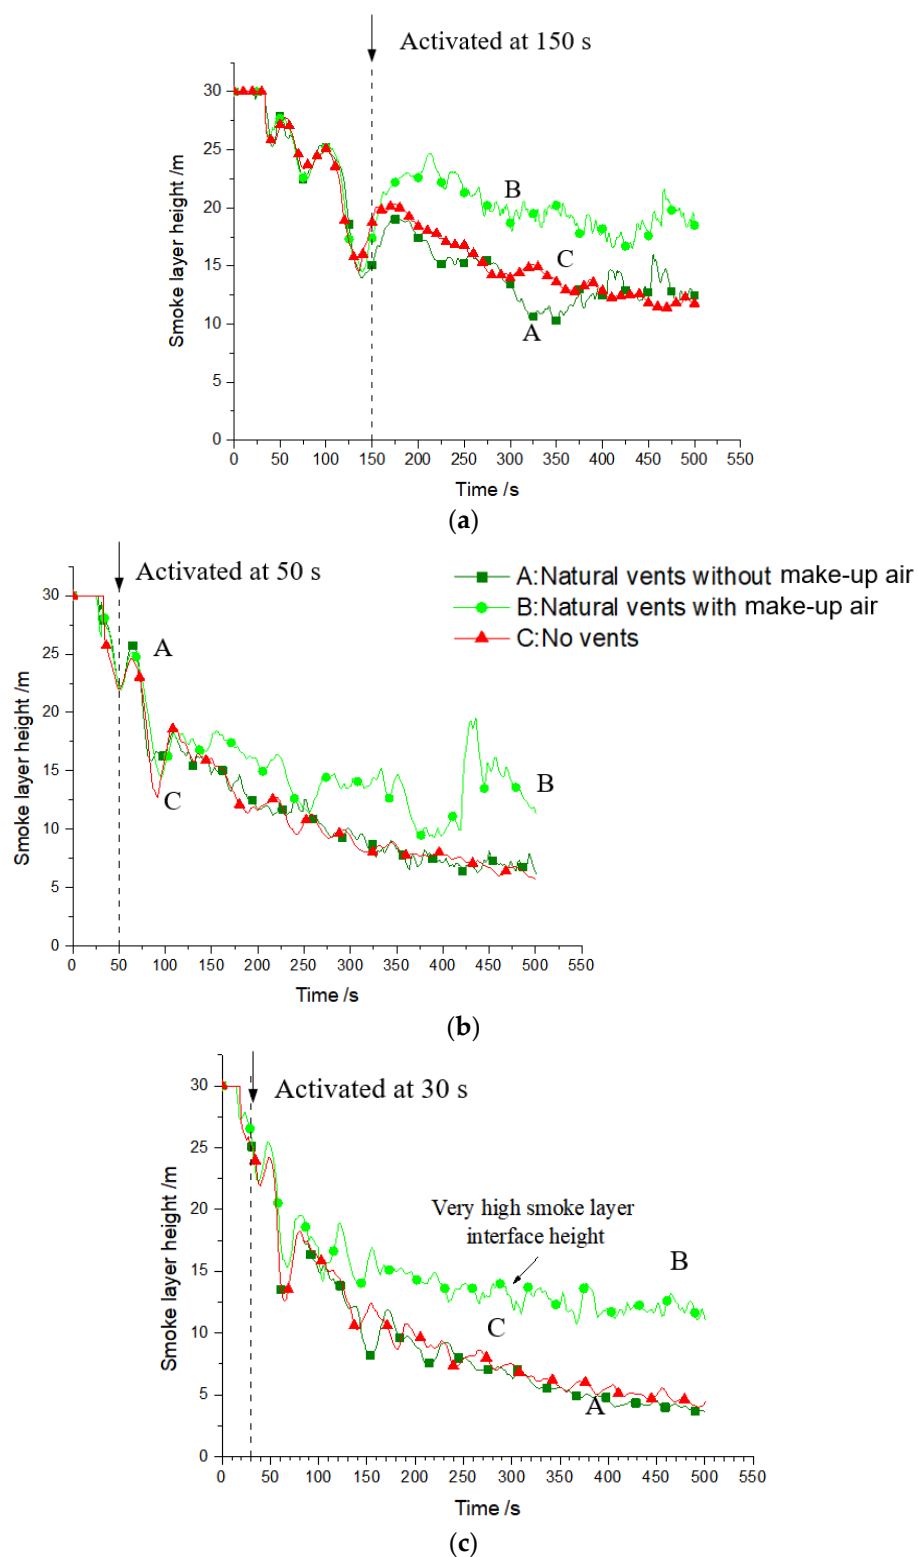 Activated at 150 s
30
25
20
15
10
5
0
Smoke layer height /m
B
C
A
0 50 100 150 200 250 300 350 400 450 500 550
Time /s
(a)
Activated at 50 s
A:Natural vents without make-up air
B:Natural vents with make-up air
C:No vents
30
25
20
15
10
5
0
Smoke layer height /m
A
B
C
0 50 100 150 200 250 300 350 400 450 500 550
Time /s
(b)
Activated at 30 s
30
25
20
15
10
5
0
Smoke layer height /m
Very high smoke layer
interface height
B
C
A
0 50 100 150 200 250 300 350 400 450 500 550
Time /s
(c)